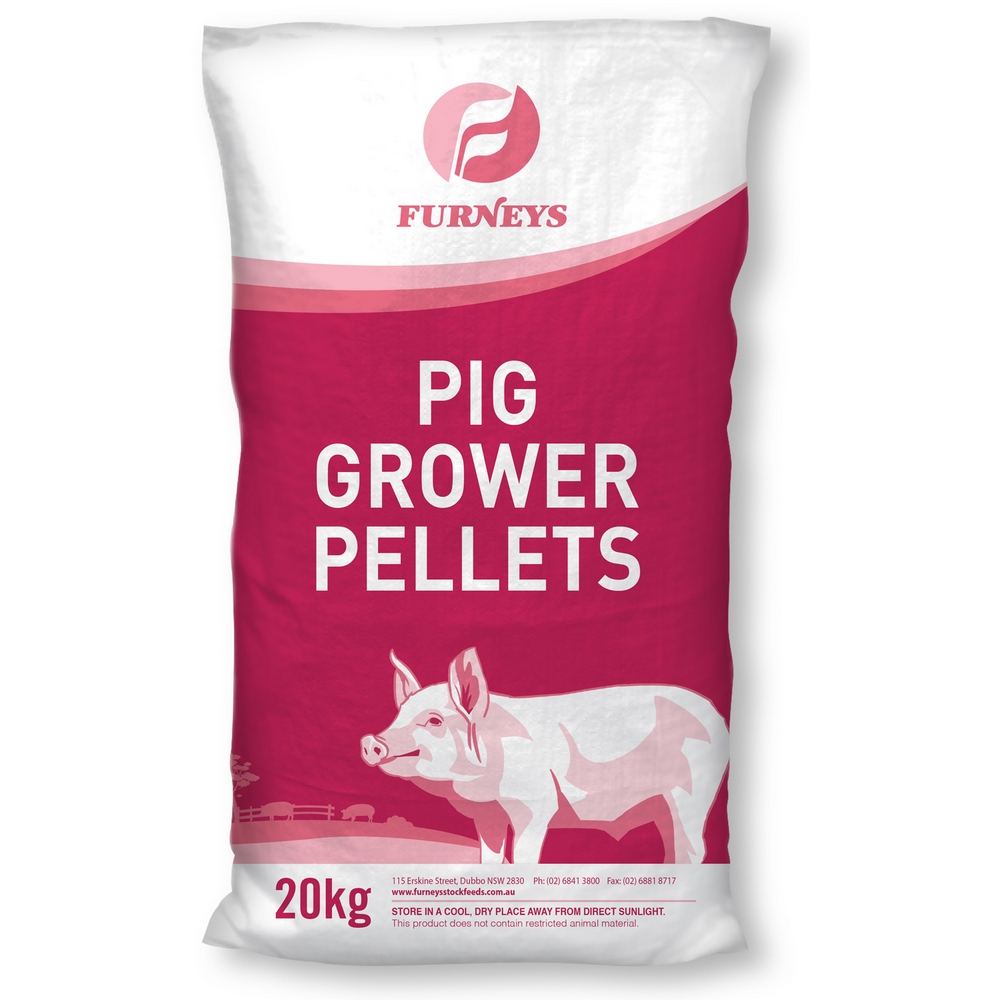 FURNEYS
PIG
GROWER
PELLETS
20kg
115 Erskine Street, Dubbo NSW 2830 Ph: (02) 6841 3800 Fax: (02) 6881 8717
www.furneysstockfeeds.com.au
STORE IN A COOL, DRY PLACE AWAY FROM DIRECT SUNLIGHT.
This product does not contain restricted animal material.